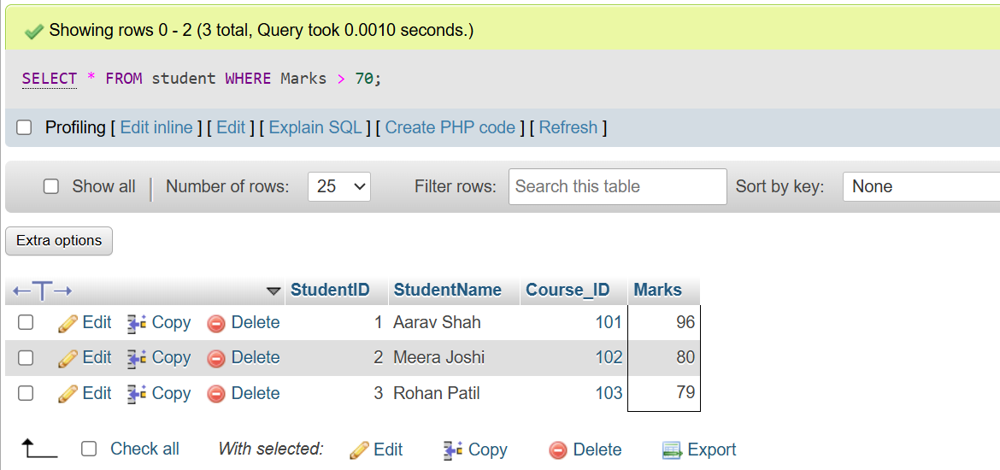 Showing rows 0 - 2 (3 total, Query took 0.0010 seconds.)
SELECT * FROM student WHERE Marks > 70;
Profiling [ Edit inline ] [ Edit ] [ Explain SQL ] [ Create PHP code ] [ Refresh ]
Show all Number of rows: 25 Filter rows: Search this table Sort by key: None
Extra options
StudentID StudentName Course_ID Marks
Edit Copy Delete 1 Aarav Shah 101 96
Edit Copy Delete 2 Meera Joshi 102 80
Edit Copy Delete 3 Rohan Patil 103 79
Check all With selected: Edit Copy Delete Export